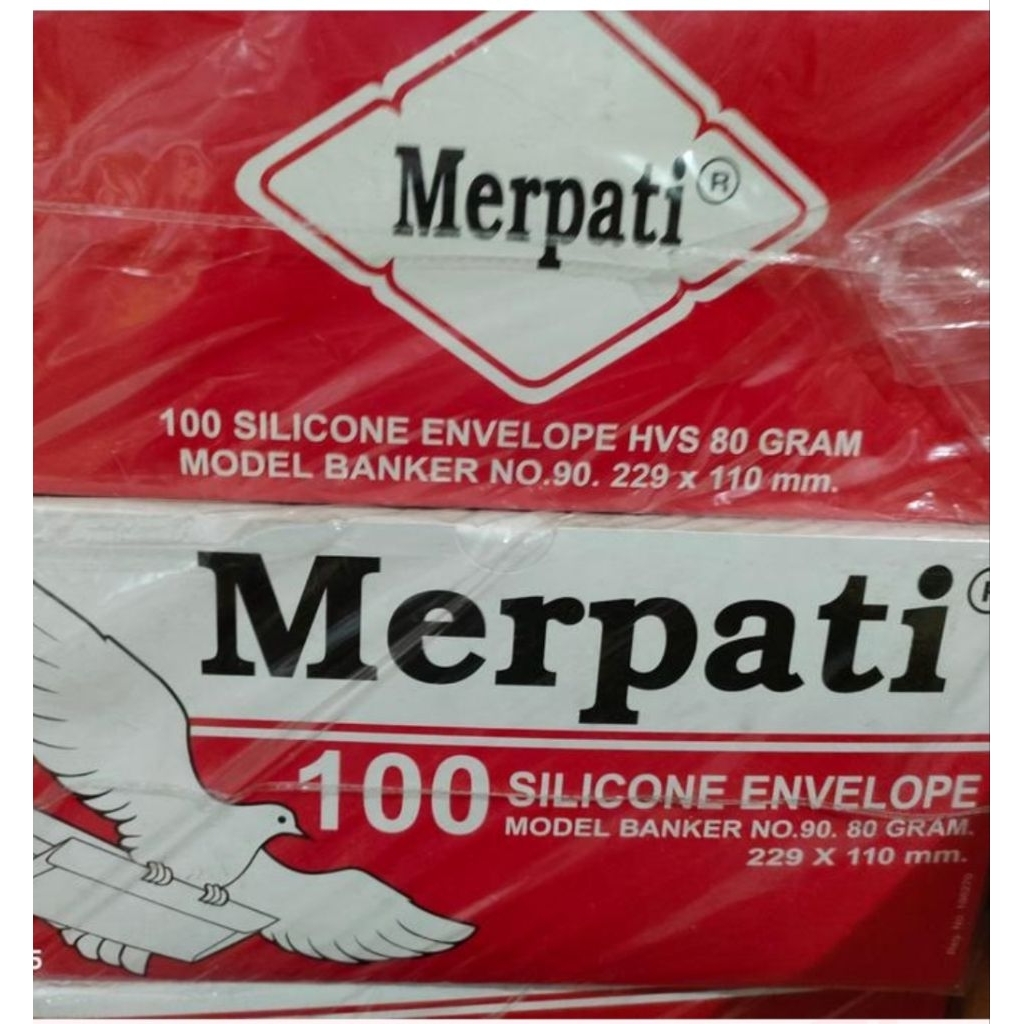 Merpati ®
100 SILICONE ENVELOPE HVS 80 GRAM
MODEL BANKER NO.90. 229 x 110 mm.
Merpati ®
100 SILICONE ENVELOPE
MODEL BANKER NO.90. 80 GRAM.
229 X 110 mm.
5